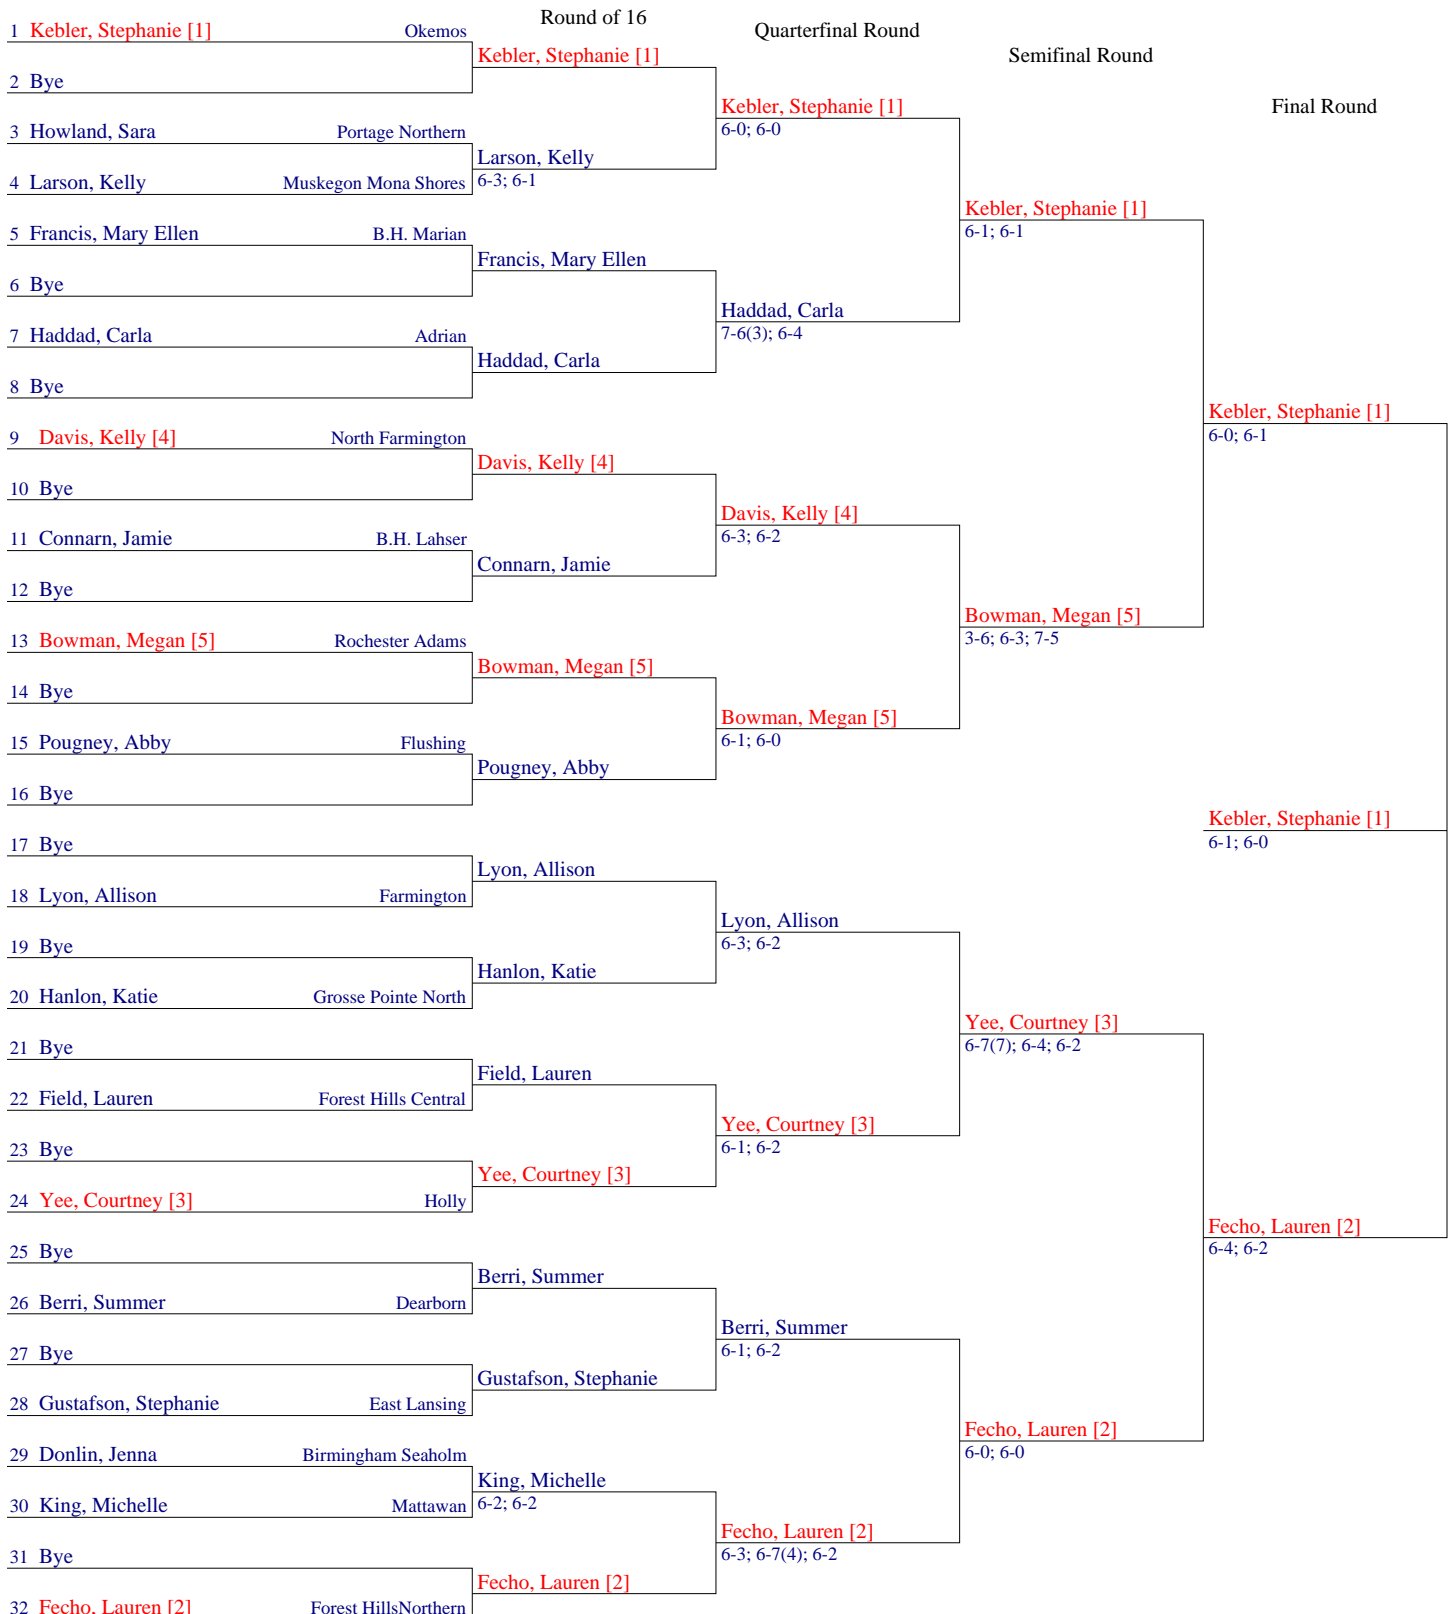 Round of 16
Quarterfinal Round
Semifinal Round
Final Round
1 Kebler, Stephanie [1] Okemos
2 Bye
3 Howland, Sara Portage Northern
4 Larson, Kelly Muskegon Mona Shores
5 Francis, Mary Ellen B.H. Marian
6 Bye
7 Haddad, Carla Adrian
8 Bye
9 Davis, Kelly [4] North Farmington
10 Bye
11 Connarn, Jamie B.H. Lahser
12 Bye
13 Bowman, Megan [5] Rochester Adams
14 Bye
15 Pougney, Abby Flushing
16 Bye
17 Bye
18 Lyon, Allison Farmington
19 Bye
20 Hanlon, Katie Grosse Pointe North
21 Bye
22 Field, Lauren Forest Hills Central
23 Bye
24 Yee, Courtney [3] Holly
25 Bye
26 Berri, Summer Dearborn
27 Bye
28 Gustafson, Stephanie East Lansing
29 Donlin, Jenna Birmingham Seaholm
30 King, Michelle Mattawan
31 Bye
32 Fecho, Lauren [2] Forest HillsNorthern
Kebler, Stephanie [1]
Larson, Kelly
6-3; 6-1
Francis, Mary Ellen
Haddad, Carla
Davis, Kelly [4]
Connarn, Jamie
Bowman, Megan [5]
Pougney, Abby
Lyon, Allison
Hanlon, Katie
Field, Lauren
Yee, Courtney [3]
Berri, Summer
Gustafson, Stephanie
King, Michelle
6-2; 6-2
Fecho, Lauren [2]
Kebler, Stephanie [1]
6-0; 6-0
Haddad, Carla
7-6(3); 6-4
Davis, Kelly [4]
6-3; 6-2
Bowman, Megan [5]
6-1; 6-0
Lyon, Allison
6-3; 6-2
Yee, Courtney [3]
6-1; 6-2
Berri, Summer
6-1; 6-2
Fecho, Lauren [2]
6-3; 6-7(4); 6-2
Kebler, Stephanie [1]
6-1; 6-1
Bowman, Megan [5]
3-6; 6-3; 7-5
Yee, Courtney [3]
6-7(7); 6-4; 6-2
Fecho, Lauren [2]
6-0; 6-0
Kebler, Stephanie [1]
6-0; 6-1
Fecho, Lauren [2]
6-4; 6-2
Kebler, Stephanie [1]
6-1; 6-0